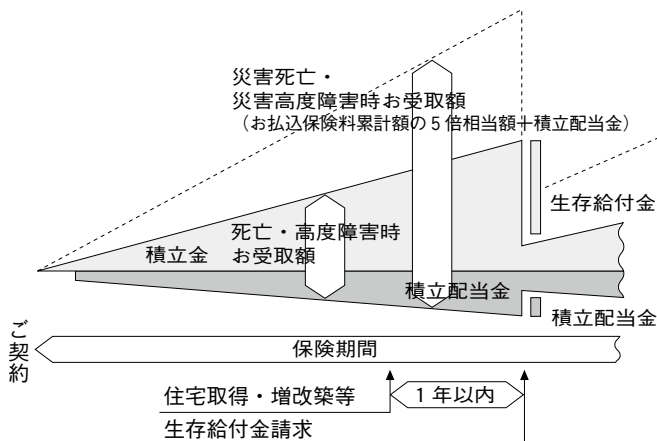 災害死亡・
災害高度障害時お受取額
（お払込保険料累計額の5倍相当額＋積立配当金）
生存給付金
死亡・高度障害時
お受取額
積立金
積立配当金
積立配当金
ご契約
保険期間
住宅取得・増改築等
1年以内
生存給付金請求